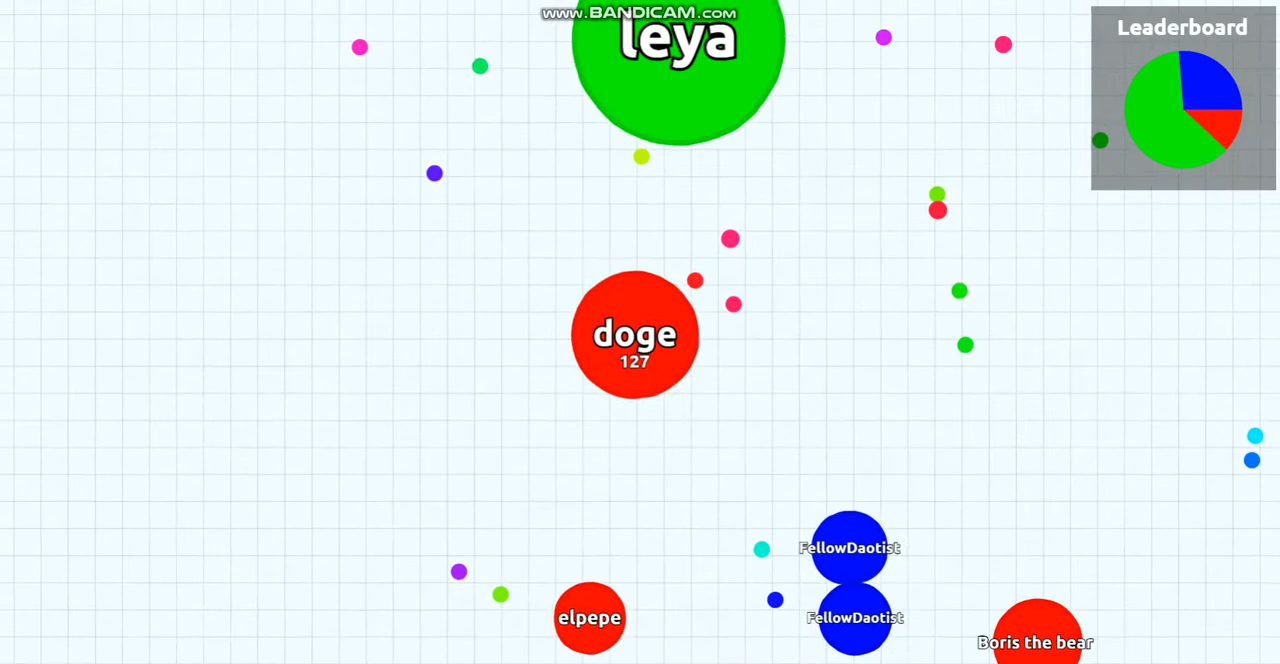 www.BANDICAM.com
leya
Leaderboard
doge
127
FellowDaotist
elpepe
FellowDaotist
Boris the bear